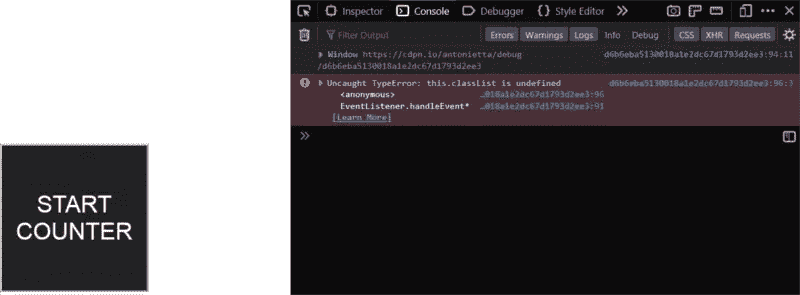 Inspector Console Debugger Style Editor
Filter Output Errors Warnings Logs Info Debug CSS XHR Requests
Window https://cdpn.io/antonietta/debug d6b6eba5130018a1e2dc67d1793d2ee3:94:11
/d6b6eba5130018a1e2dc67d1793d2ee3
Uncaught TypeError: this.classList is undefined d6b6eba5130018a1e2dc67d1793d2ee3:96:3
<anonymous> …018a1e2dc67d1793d2ee3:96
EventListener.handleEvent* …018a1e2dc67d1793d2ee3:91
[Learn More]
START
COUNTER